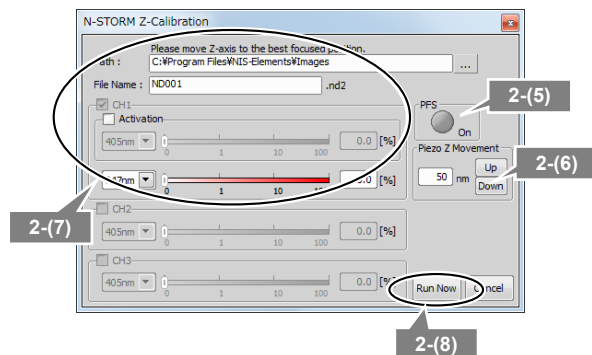 N-STORM Z-Calibration
Please move Z-axis to the best focused position.
Path : C:¥Program Files¥NIS-Elements¥Images ...
File Name : ND001 .nd2
CH1
Activation
405nm 0.0 [%]
0 1 10 100
[%]
0 1 10
CH2
405nm 0.0 [%]
0 1 10 100
CH3
405nm 0.0 [%]
0 1 10 100
PFS
On
Piezo Z Movement
50 nm Up
Down
Run Now Cancel
2-(5)
2-(6)
2-(7)
2-(8)